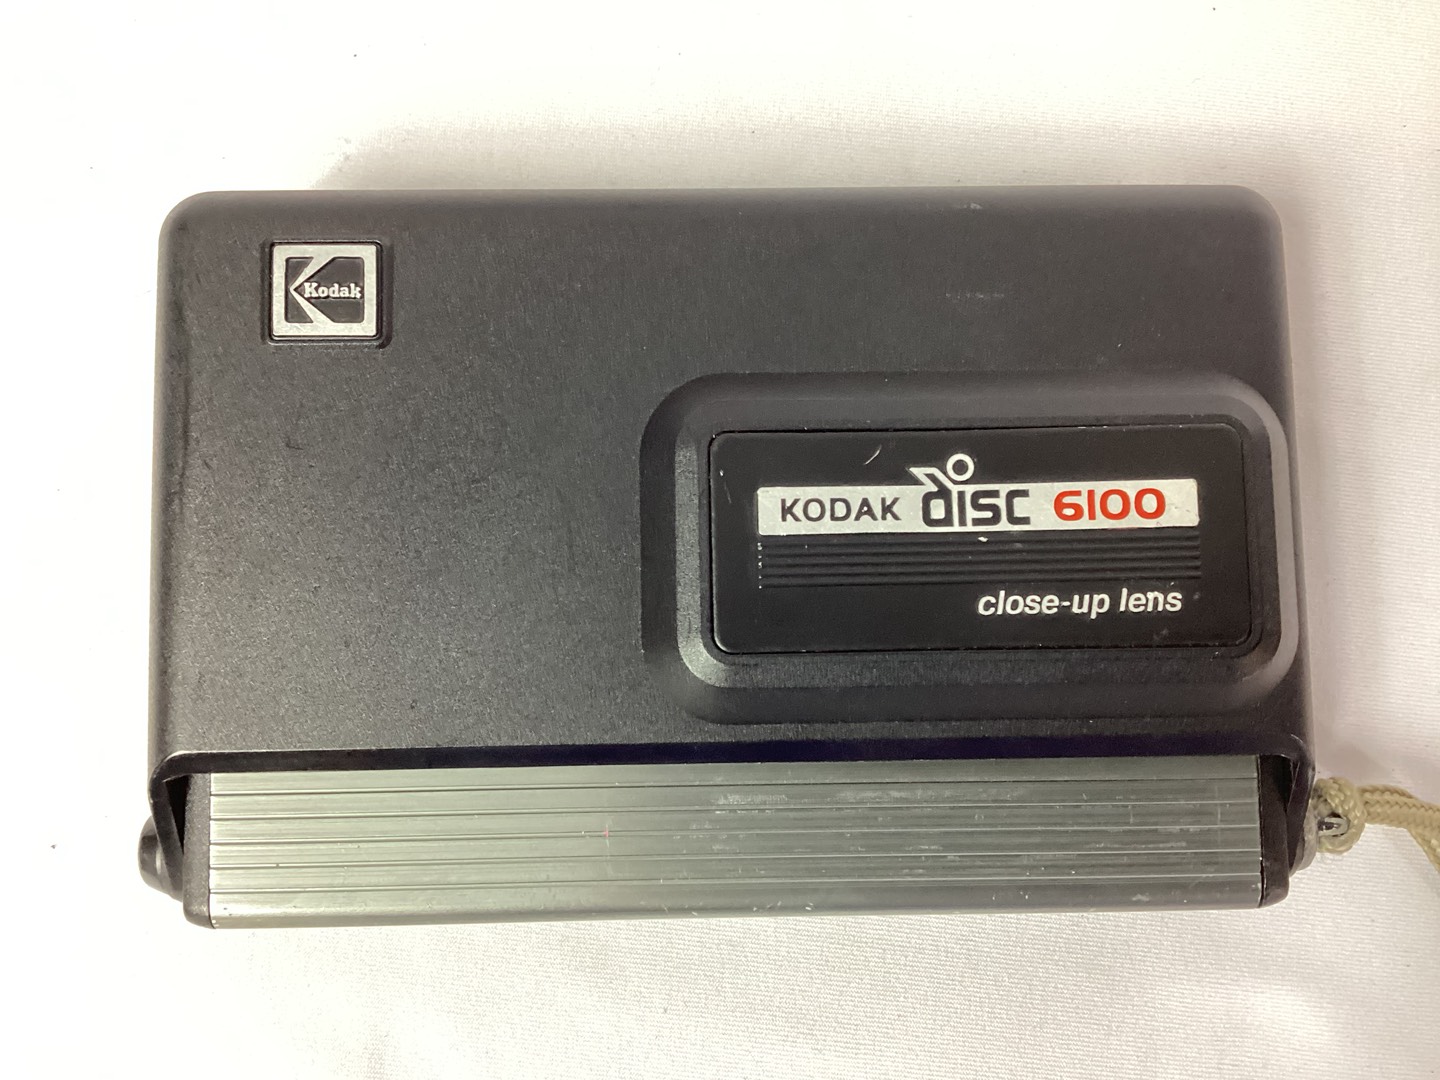 Kodak
KODAK disc 6100
close-up lens